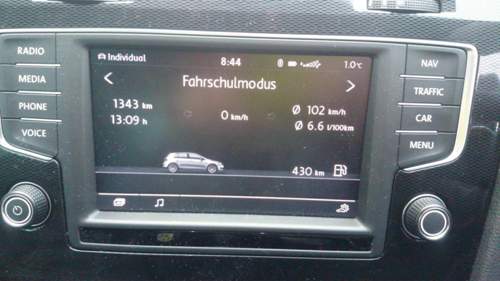 RADIO
MEDIA
PHONE
VOICE
Individual 8:44 1.0°C
Fahrschulmodus
1343 km
13:09 h
0 km/h
Ø 102 km/h
Ø 6.6 l/100km
430 km
NAV
TRAFFIC
CAR
MENU